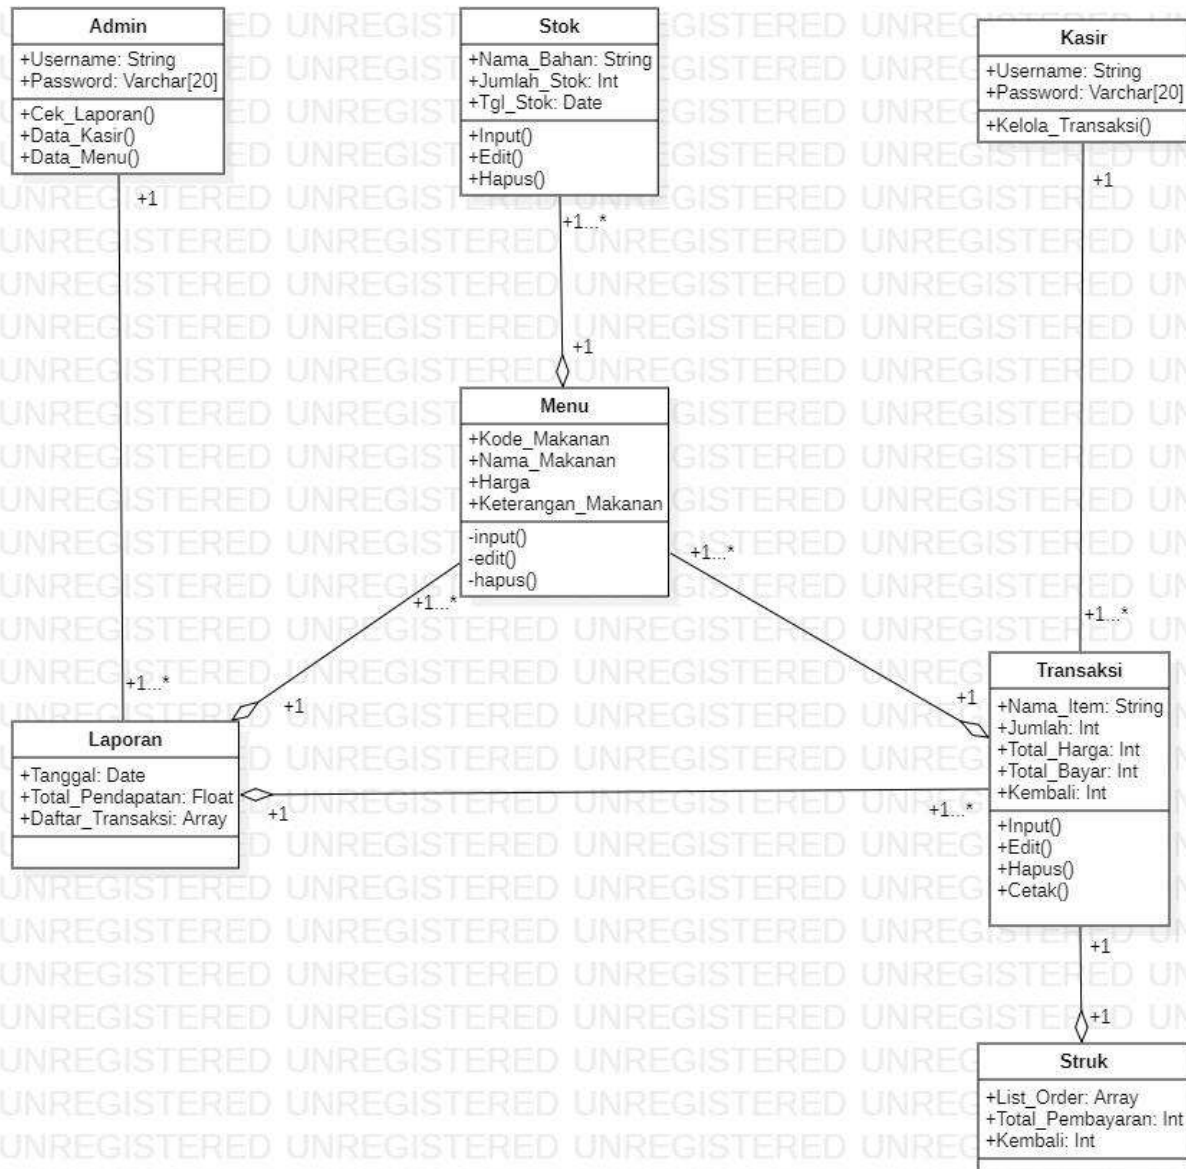 Admin
+Username: String
+Password: Varchar[20]
+Cek_Laporan()
+Data_Kasir()
+Data_Menu()
+1
Stok
+Nama_Bahan: String
+Jumlah_Stok: Int
+Tgl_Stok: Date
+Input()
+Edit()
+Hapus()
+1...*
Kasir
+Username: String
+Password: Varchar[20]
+Kelola_Transaksi()
+1
+1
Menu
+Kode_Makanan
+Nama_Makanan
+Harga
+Keterangan_Makanan
-input()
-edit()
-hapus()
+1...*
+1...*
+1...*
+1...*
+1
+1
Laporan
+Tanggal: Date
+Total_Pendapatan: Float
+Daftar_Transaksi: Array
+1
+1...*
Transaksi
+Nama_Item: String
+Jumlah: Int
+Total_Harga: Int
+Total_Bayar: Int
+Kembali: Int
+Input()
+Edit()
+Hapus()
+Cetak()
+1
+1
Struk
+List_Order: Array
+Total_Pembayaran: Int
+Kembali: Int
UNREGISTERED UNREGISTERED UNREGISTERED UNREGISTERED